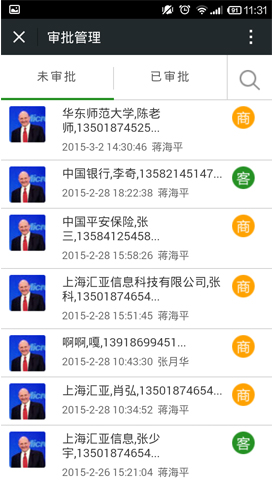 91 11:31
审批管理
未审批 已审批
华东师范大学,陈老
师,13501874525...
商
2015-3-2 14:30:46 蒋海平
中国银行,李奇,13582145147...
客
2015-2-28 18:22:38 蒋海平
中国平安保险,张
三,13584125458...
商
2015-2-28 15:58:26 蒋海平
上海汇亚信息科技有限公司,张
科,13501874654...
商
2015-2-28 15:51:45 蒋海平
啊啊,嘎,13918699451...
商
2015-2-28 10:43:30 张月华
上海汇亚,肖弘,13501874654...
商
2015-2-28 10:34:52 蒋海平
上海汇亚信息,张少
宇,13501874654...
客
2015-2-26 15:21:04 蒋海平